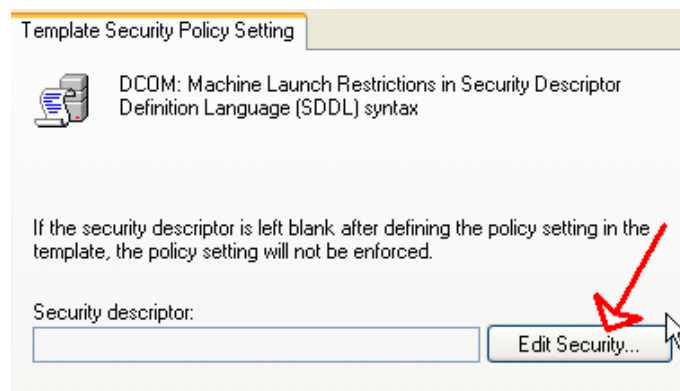 Template Security Policy Setting
DCOM: Machine Launch Restrictions in Security Descriptor
Definition Language (SDDL) syntax
If the security descriptor is left blank after defining the policy setting in the
template, the policy setting will not be enforced.
Security descriptor:
Edit Security...